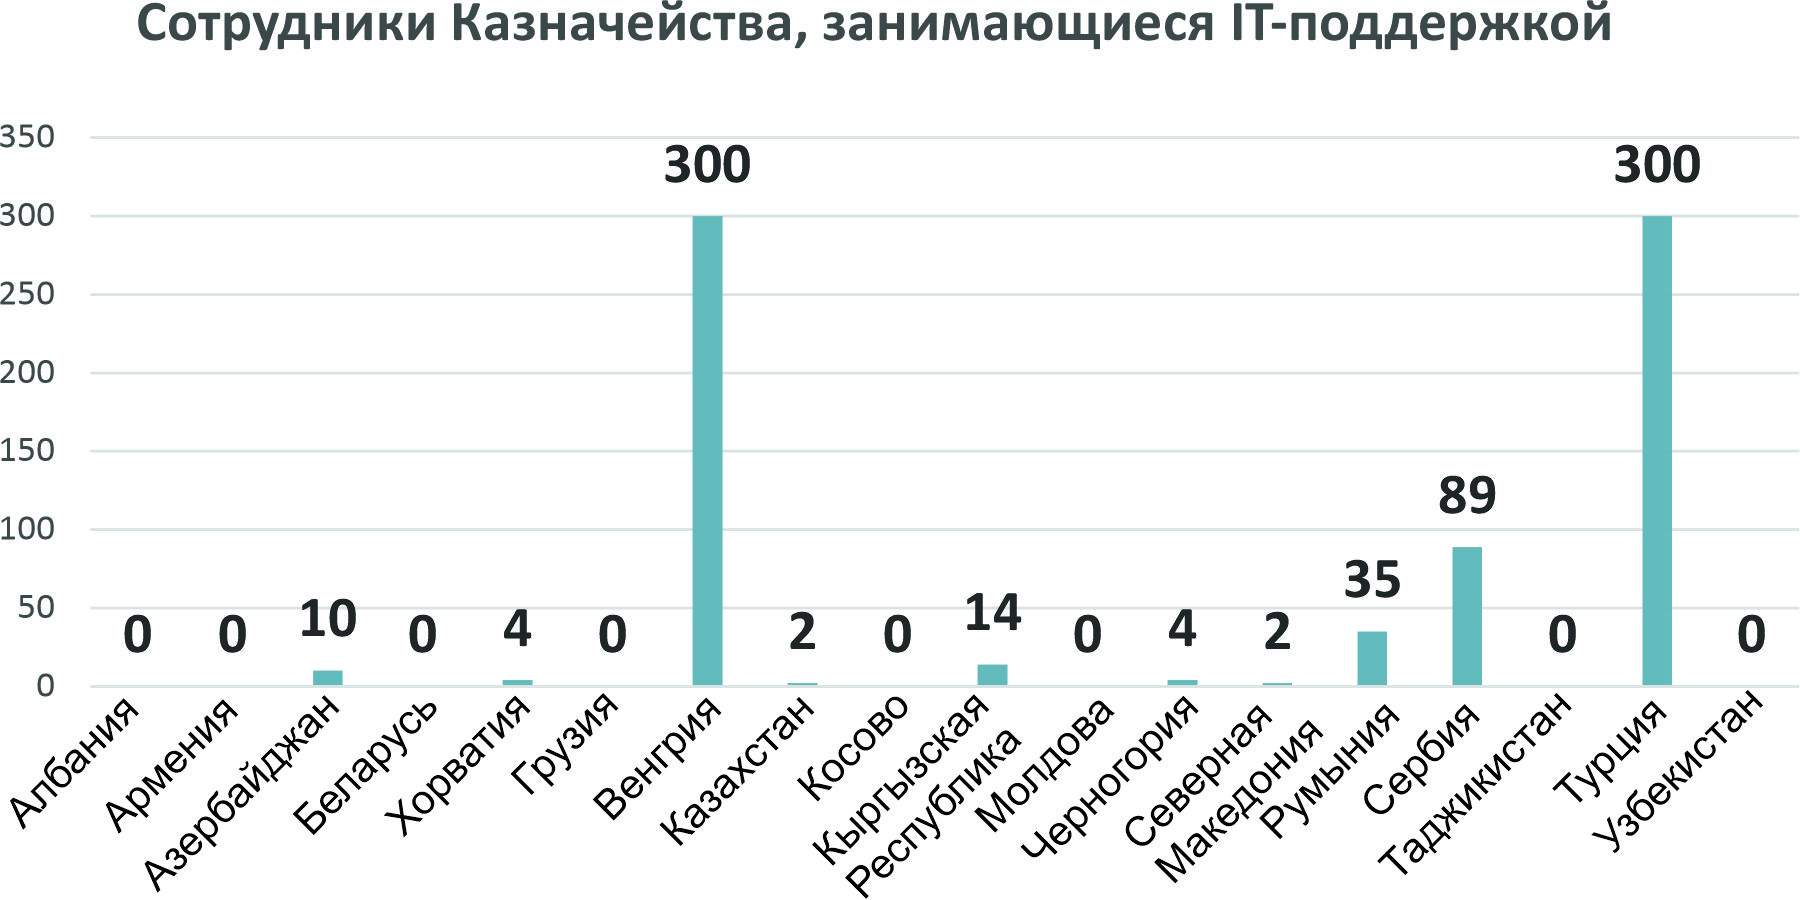 Сотрудники Казначейства, занимающиеся IT-поддержкой
350
300
250
200
150
100
50
0
0
0
10
0
4
0
300
2
0
14
0
4
2
35
89
0
300
0
Албания
Армения
Азербайджан
Беларусь
Хорватия
Грузия
Венгрия
Казахстан
Косово
Кыргызская
Республика
Молдова
Черногория
Северная
Македония
Румыния
Сербия
Таджикистан
Турция
Узбекистан